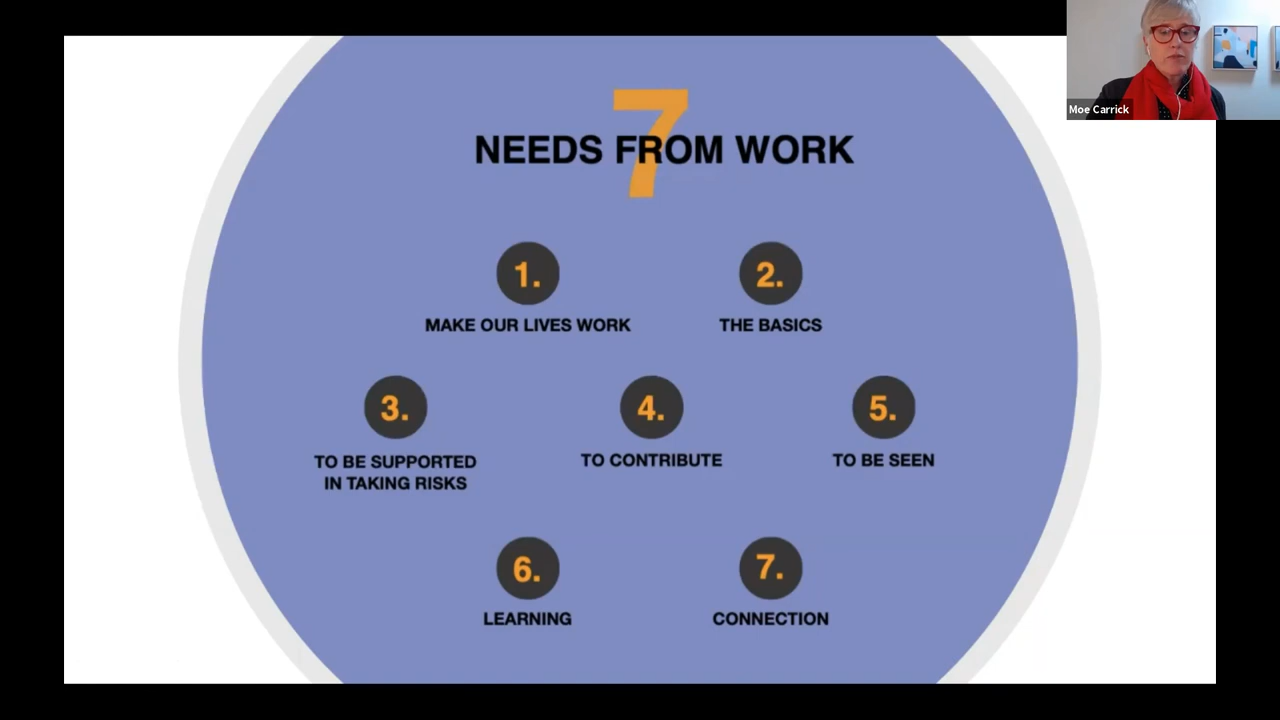 Moe Carrick
7
NEEDS FROM WORK
1.
MAKE OUR LIVES WORK
2.
THE BASICS
3.
TO BE SUPPORTED
IN TAKING RISKS
4.
TO CONTRIBUTE
5.
TO BE SEEN
6.
LEARNING
7.
CONNECTION